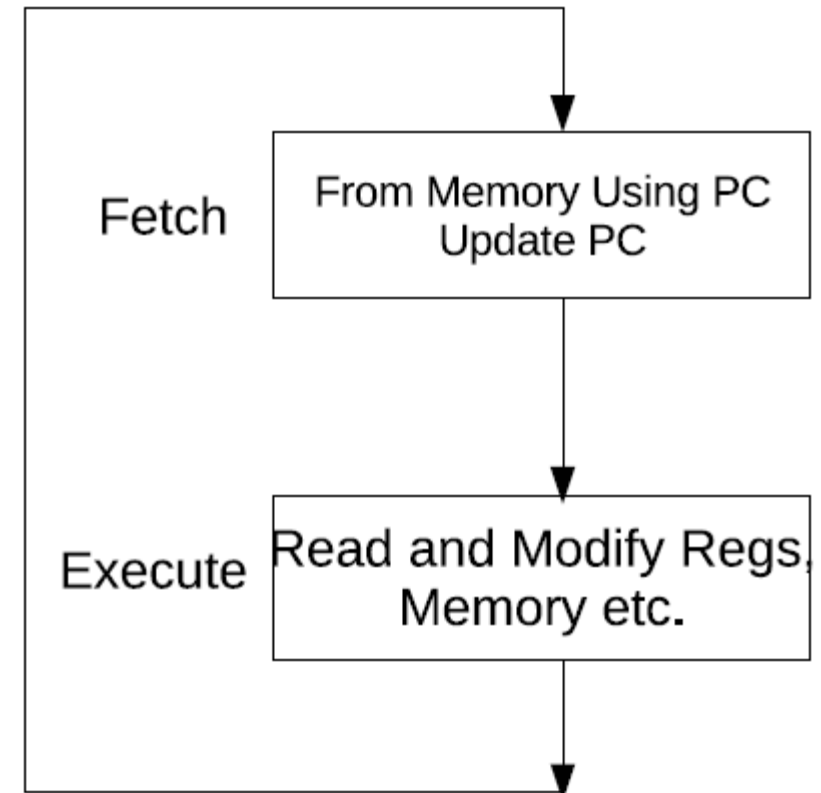 Fetch
From Memory Using PC
Update PC
Execute
Read and Modify Regs,
Memory etc.